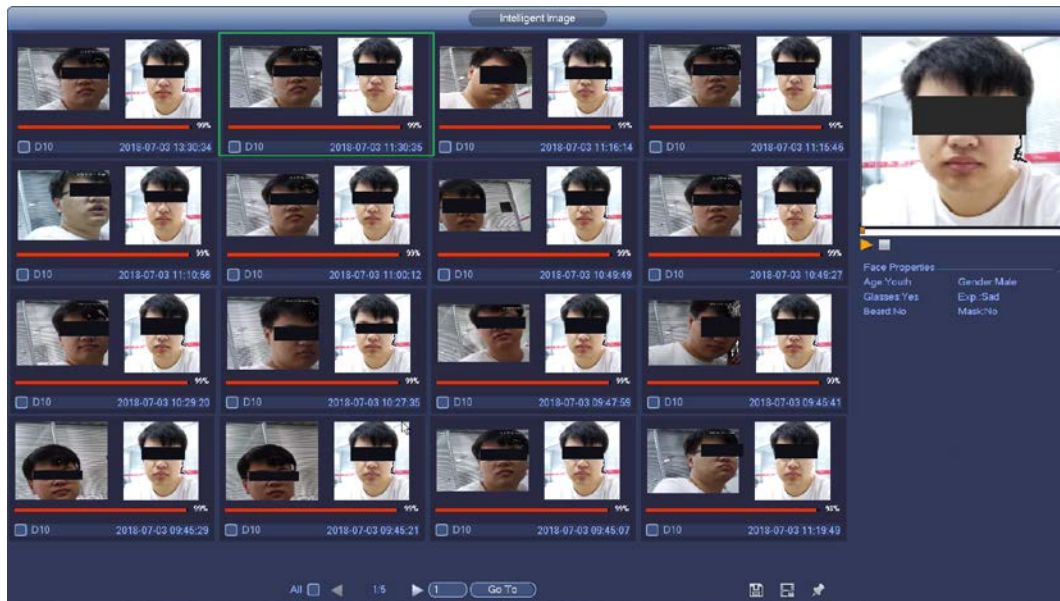 Intelligent Image
99% 99% 99% 99%
D10 2018-07-03 13:30:34 D10 2018-07-03 11:30:35 D10 2018-07-03 11:16:14 D10 2018-07-03 11:15:46
99% 99% 99% 99%
D10 2018-07-03 11:10:56 D10 2018-07-03 11:00:12 D10 2018-07-03 10:49:49 D10 2018-07-03 10:49:27
Face Properties
Age:Youth Gender:Male
Glasses:Yes Exp.:Sad
Beard:No Mask:No
99% 99% 99% 99%
D10 2018-07-03 10:29:20 D10 2018-07-03 10:27:35 D10 2018-07-03 09:47:59 D10 2018-07-03 09:45:41
99% 99% 99%
D10 2018-07-03 09:45:29 D10 2018-07-03 09:45:21 D10 2018-07-03 09:45:07 D10 2018-07-03 11:19:49
All 1/5 1 Go To